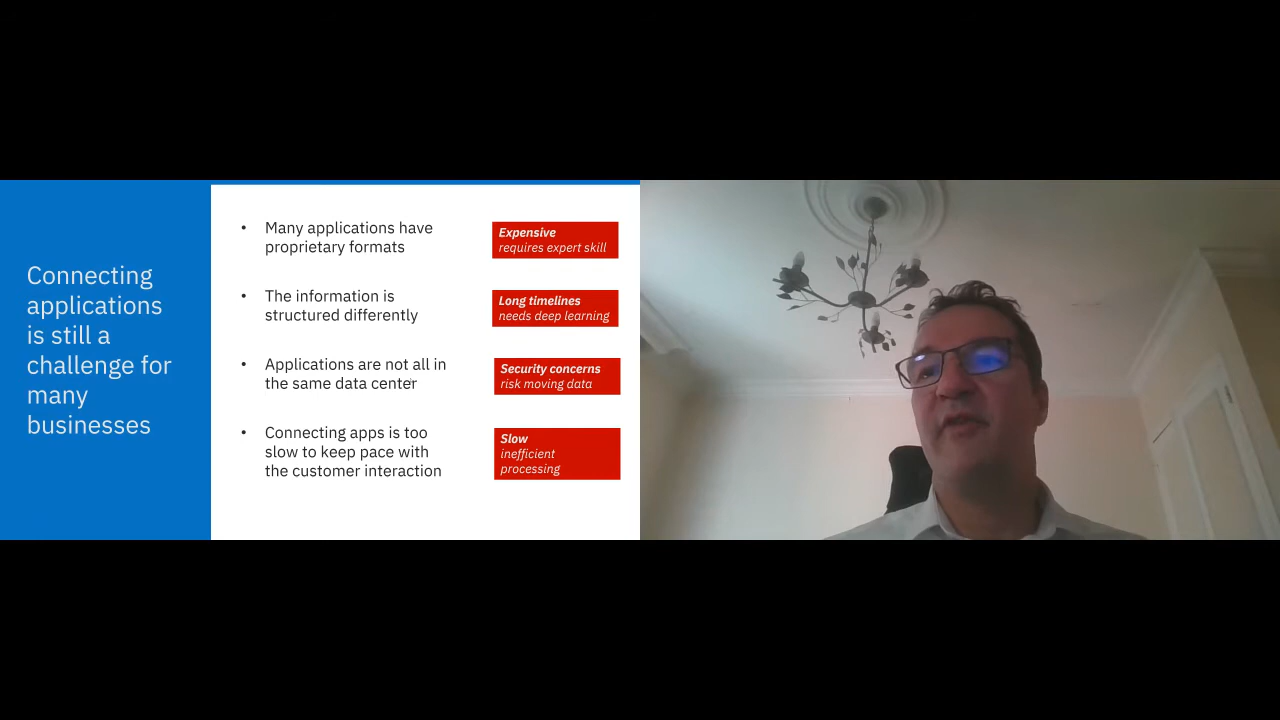 Connecting
applications
is still a
challenge for
many
businesses
• Many applications have
proprietary formats
Expensive
requires expert skill
• The information is
structured differently
Long timelines
needs deep learning
• Applications are not all in
the same data center
Security concerns
risk moving data
• Connecting apps is too
slow to keep pace with
the customer interaction
Slow
inefficient
processing